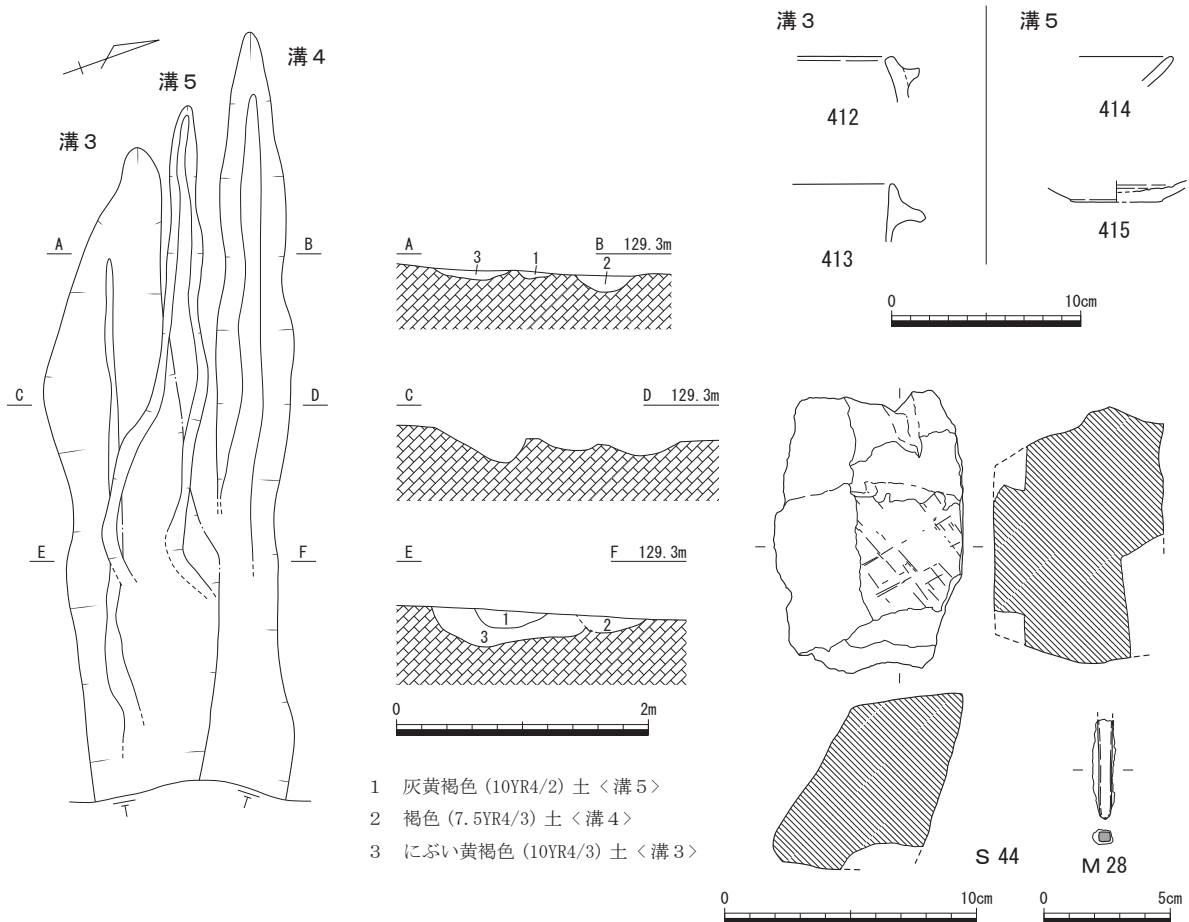 溝3
溝5
溝4
A
B
C
D
E
F
A
B 129.3m
3
1
2
C
D 129.3m
E
F 129.3m
1
2
3
0
2m
1 灰黄褐色 (10YR4/2) 土〈溝5〉
2 褐色 (7.5YR4/3) 土〈溝4〉
3 にぶい黄褐色 (10YR4/3) 土〈溝3〉
溝3
溝5
412
414
413
415
0
10cm
S 44
M 28
0
10cm
0
5cm